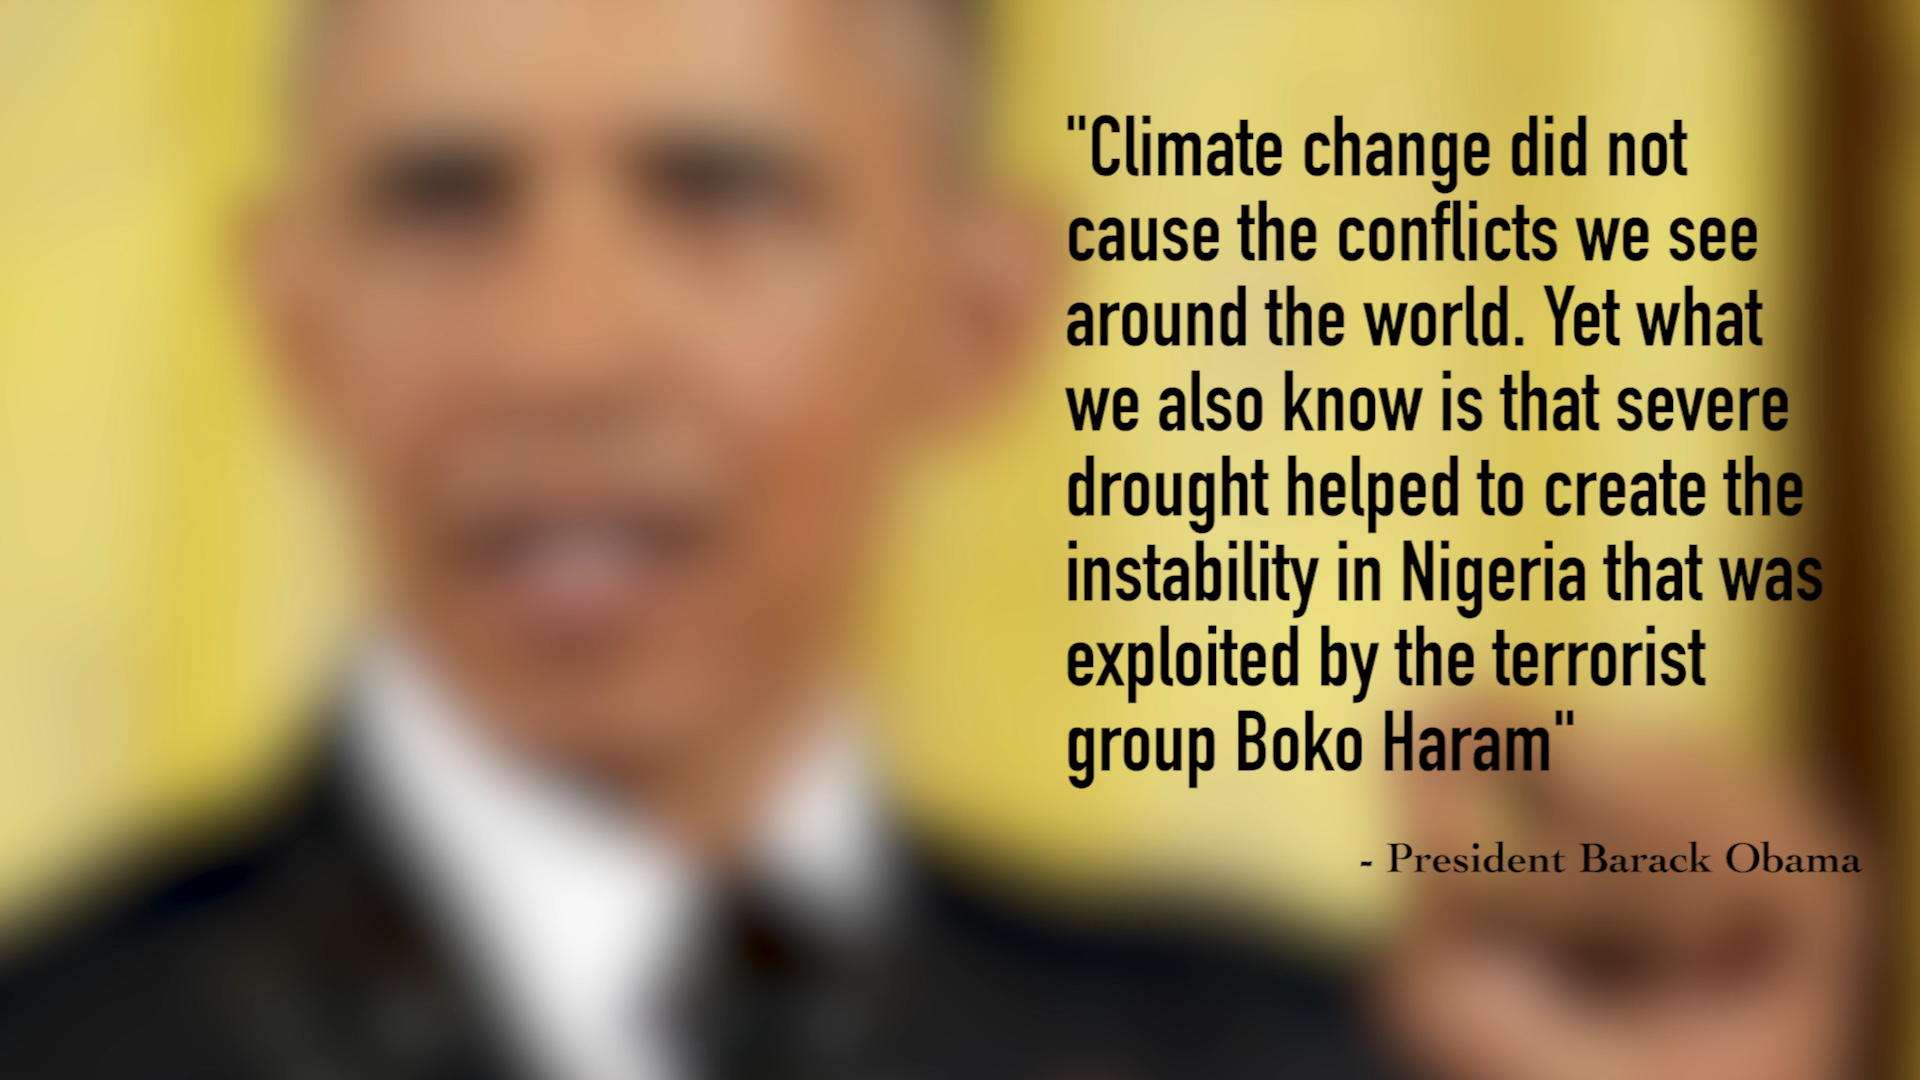 "Climate change did not
cause the conflicts we see
around the world. Yet what
we also know is that severe
drought helped to create the
instability in Nigeria that was
exploited by the terrorist
group Boko Haram"
- President Barack Obama